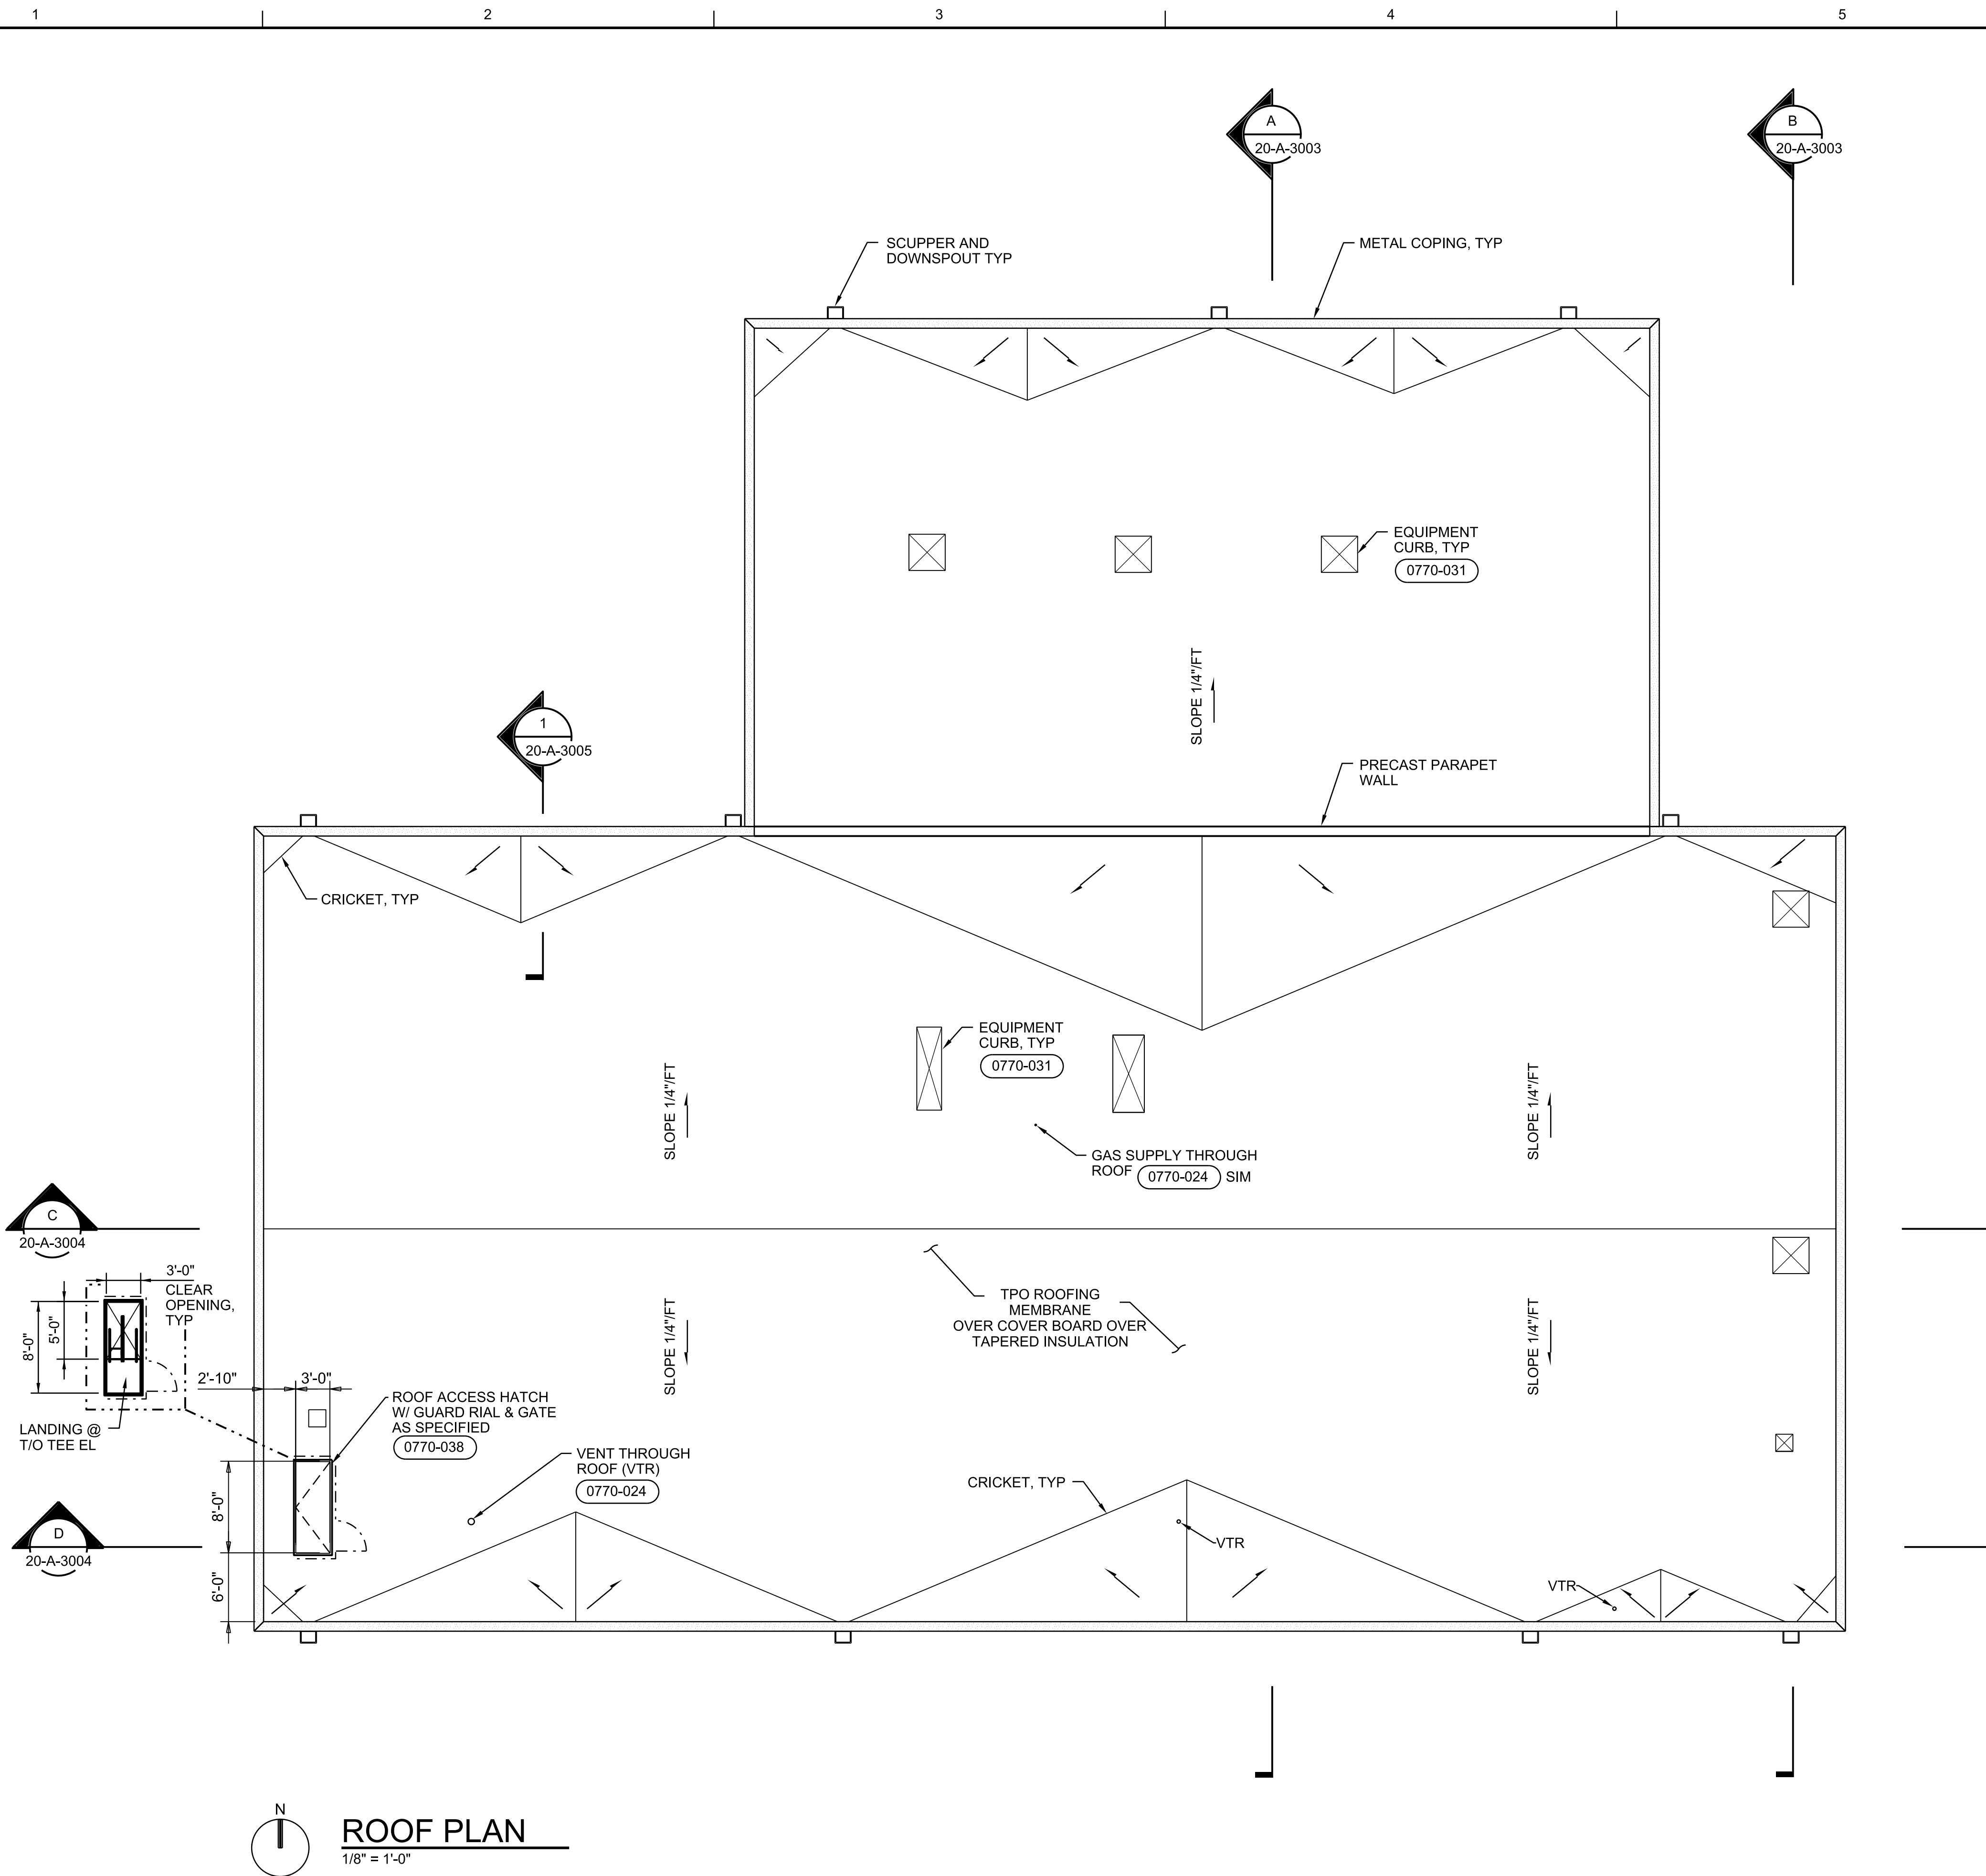 1
2
3
4
5
A
20-A-3003
B
20-A-3003
SCUPPER AND
DOWNSPOUT TYP
METAL COPING, TYP
EQUIPMENT
CURB, TYP
0770-031
SLOPE 1/4"/FT
1
20-A-3005
PRECAST PARAPET
WALL
CRICKET, TYP
EQUIPMENT
CURB, TYP
0770-031
SLOPE 1/4"/FT
SLOPE 1/4"/FT
GAS SUPPLY THROUGH
ROOF 0770-024 SIM
C
20-A-3004
3'-0"
CLEAR
OPENING,
TYP
8'-0"
5'-0"
LANDING @
T/O TEE EL
TPO ROOFING
MEMBRANE
OVER COVER BOARD OVER
TAPERED INSULATION
SLOPE 1/4"/FT
SLOPE 1/4"/FT
2'-10"
3'-0"
ROOF ACCESS HATCH
W/ GUARD RIAL & GATE
AS SPECIFIED
0770-038
VENT THROUGH
ROOF (VTR)
0770-024
CRICKET, TYP
8'-0"
D
20-A-3004
VTR
6'-0"
VTR
N
ROOF PLAN
1/8" = 1'-0"